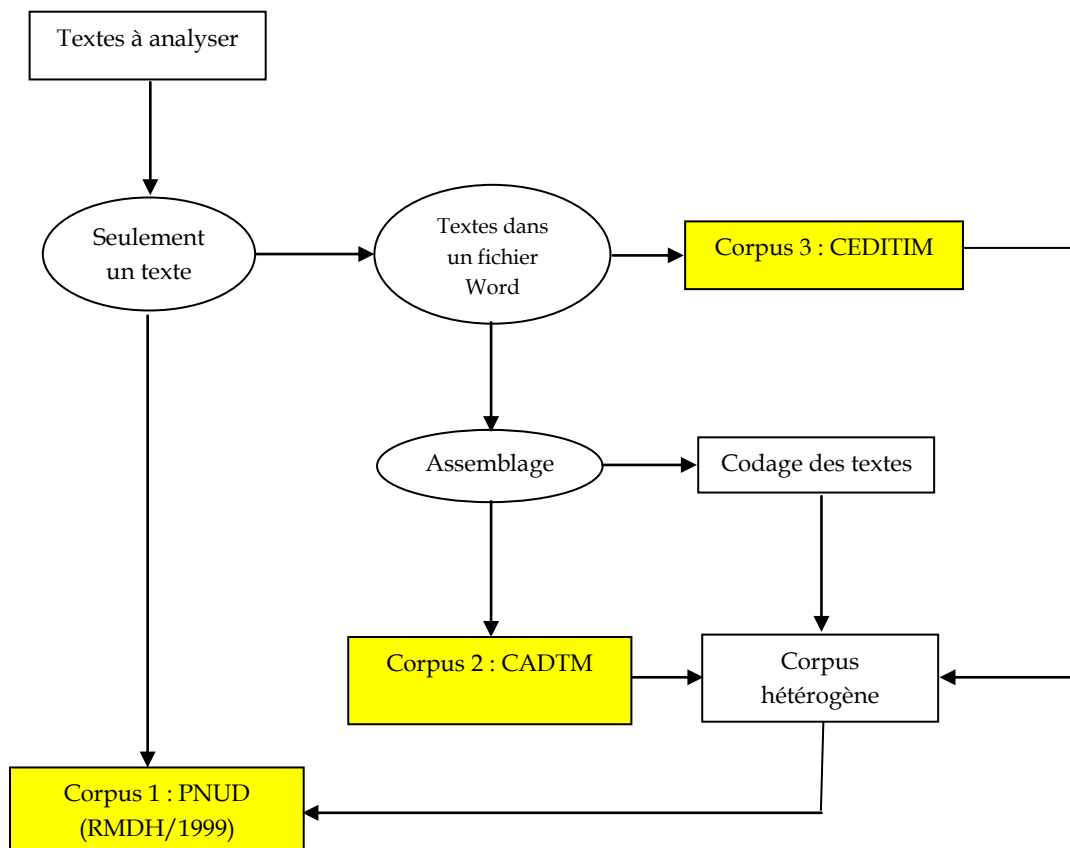 Textes à analyser
Seulement
un texte
Textes dans
un fichier
Word
Corpus 3 : CEDITIM
Assemblage
Codage des textes
Corpus 2 : CADTM
Corpus
hétérogène
Corpus 1 : PNUD
(RMDH/1999)